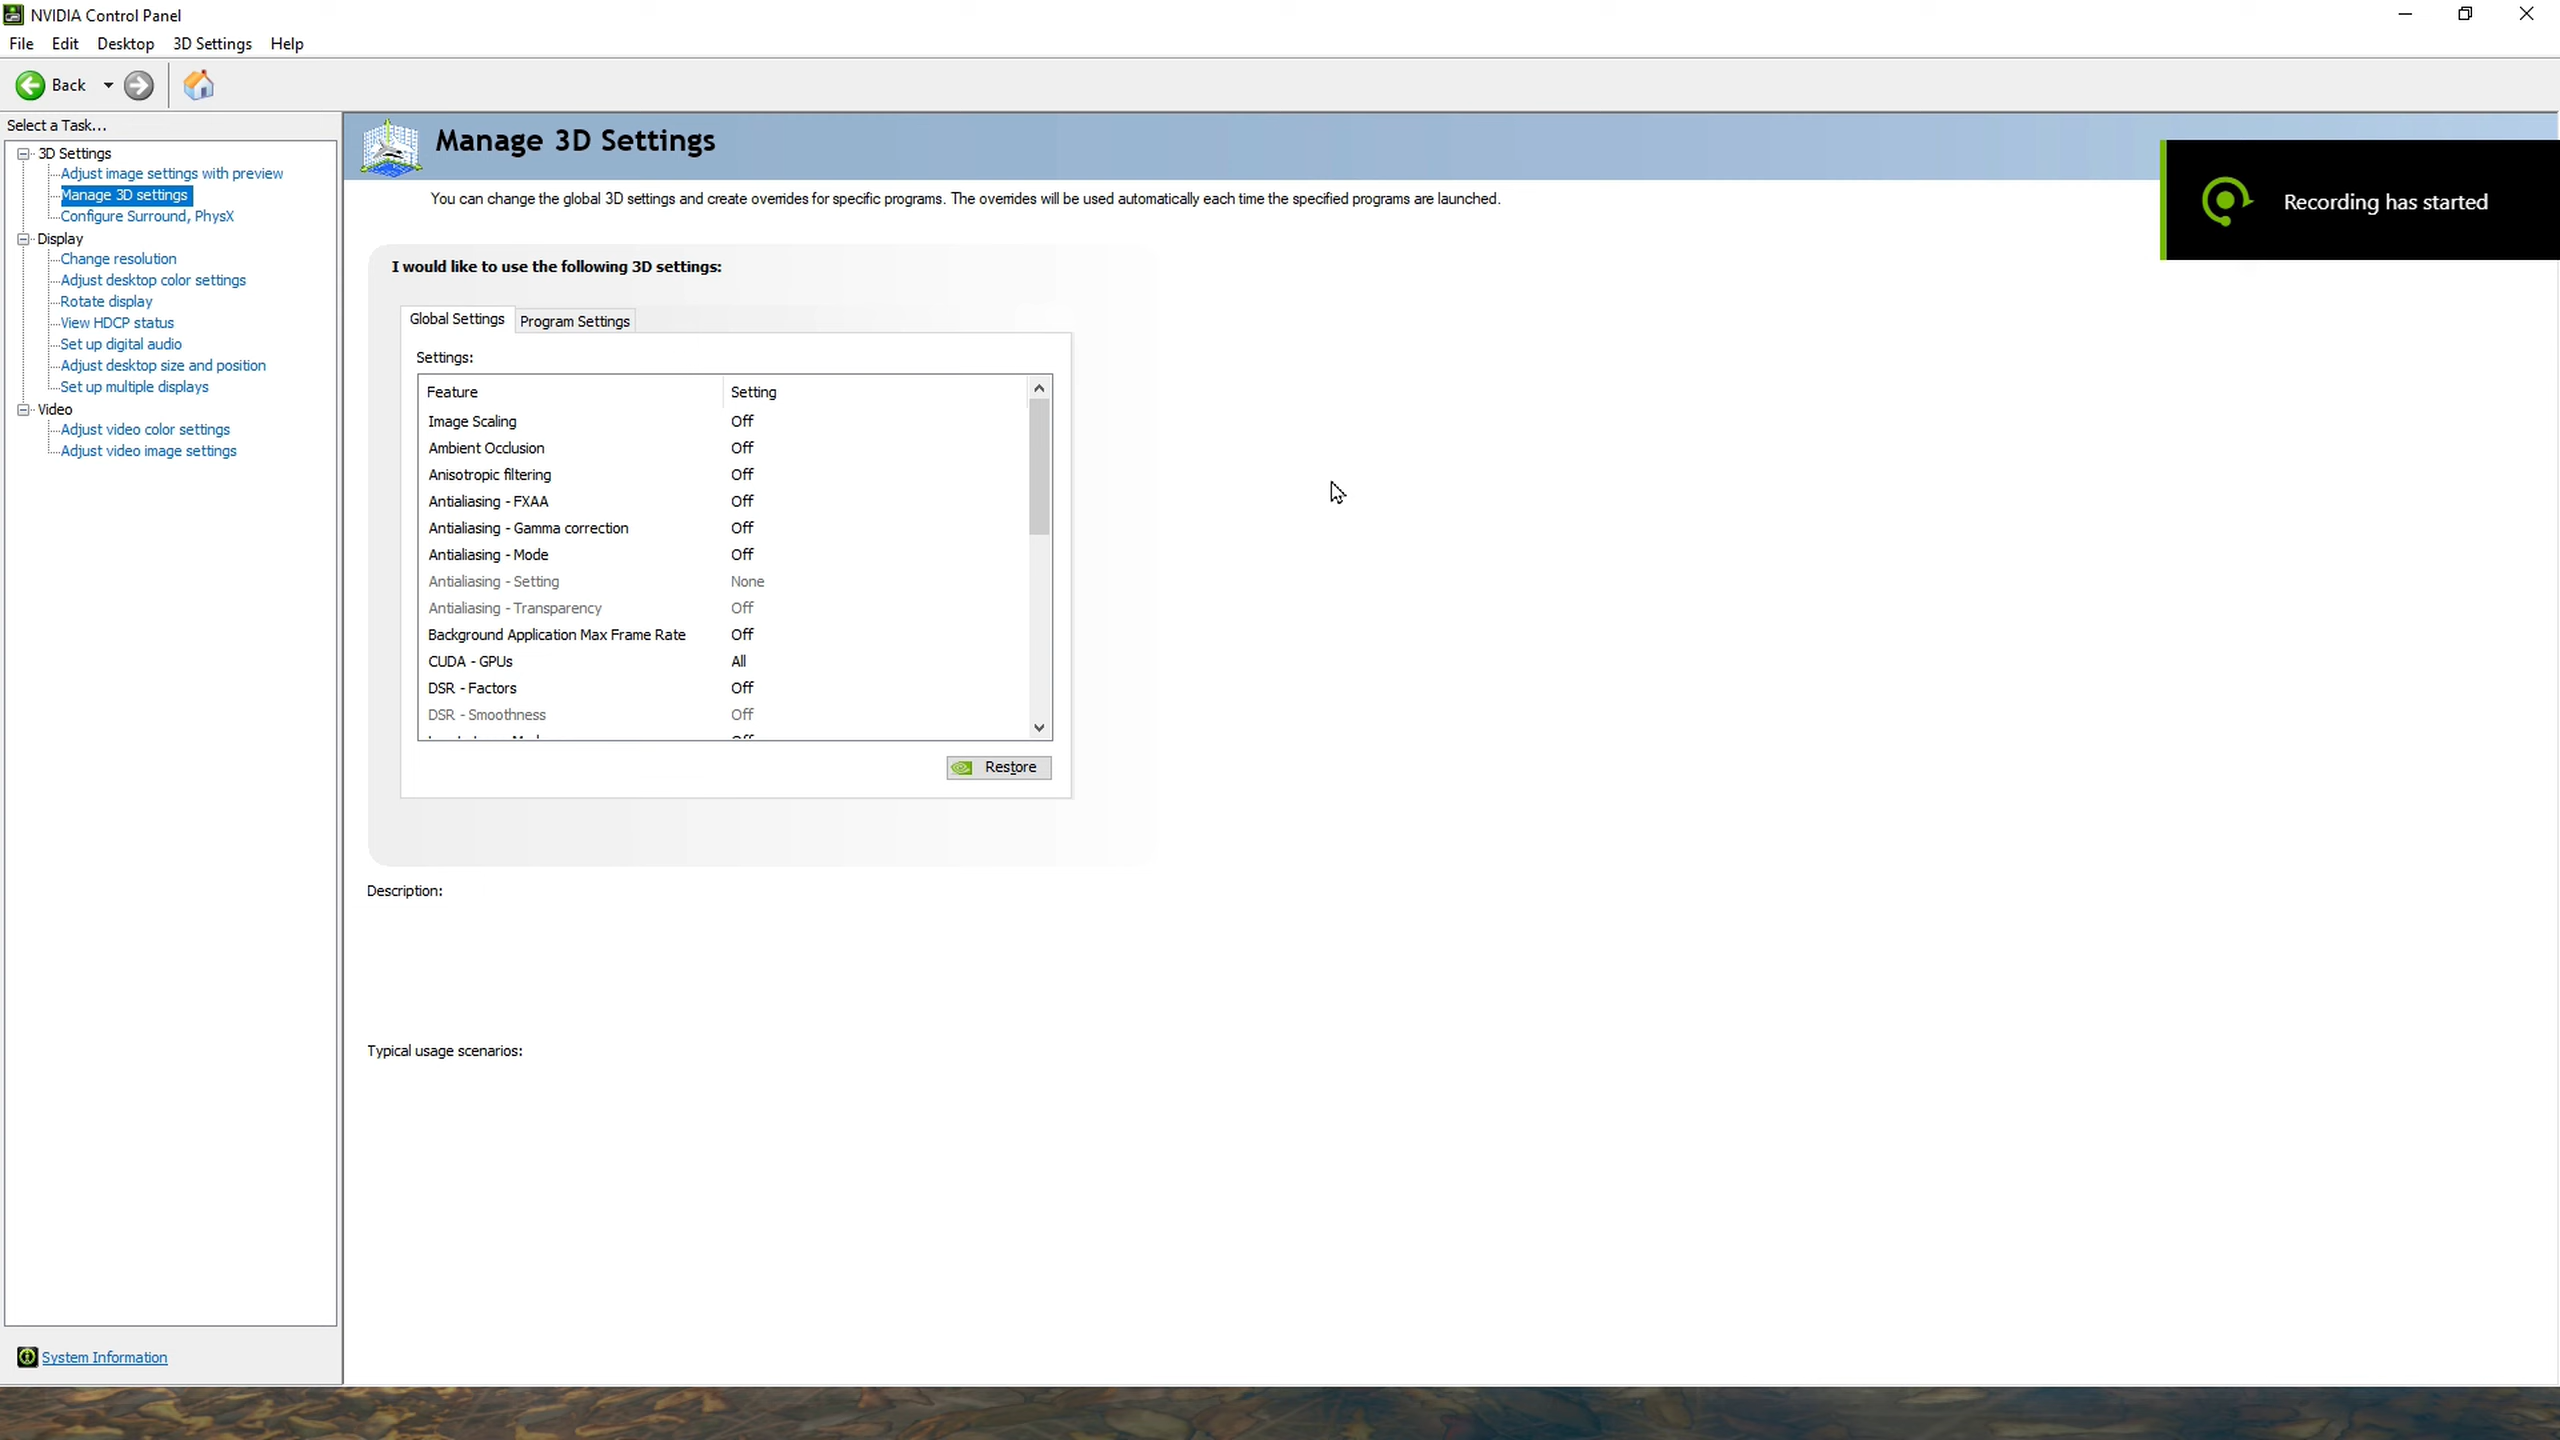 NVIDIA Control Panel
File Edit Desktop 3D Settings Help
Back
Select a Task...
3D Settings
Adjust image settings with preview
Manage 3D settings
Configure Surround, PhysX
Display
Change resolution
Adjust desktop color settings
Rotate display
View HDCP status
Set up digital audio
Adjust desktop size and position
Set up multiple displays
Video
Adjust video color settings
Adjust video image settings
System Information
Manage 3D Settings
Recording has started
You can change the global 3D settings and create overrides for specific programs. The overrides will be used automatically each time the specified programs are launched.
I would like to use the following 3D settings:
Global Settings Program Settings
Settings:
Feature Setting
Image Scaling Off
Ambient Occlusion Off
Anisotropic filtering Off
Antialiasing - FXAA Off
Antialiasing - Gamma correction Off
Antialiasing - Mode Off
Antialiasing - Setting None
Antialiasing - Transparency Off
Background Application Max Frame Rate Off
CUDA - GPUs All
DSR - Factors Off
DSR - Smoothness Off
Restore
Description:
Typical usage scenarios: